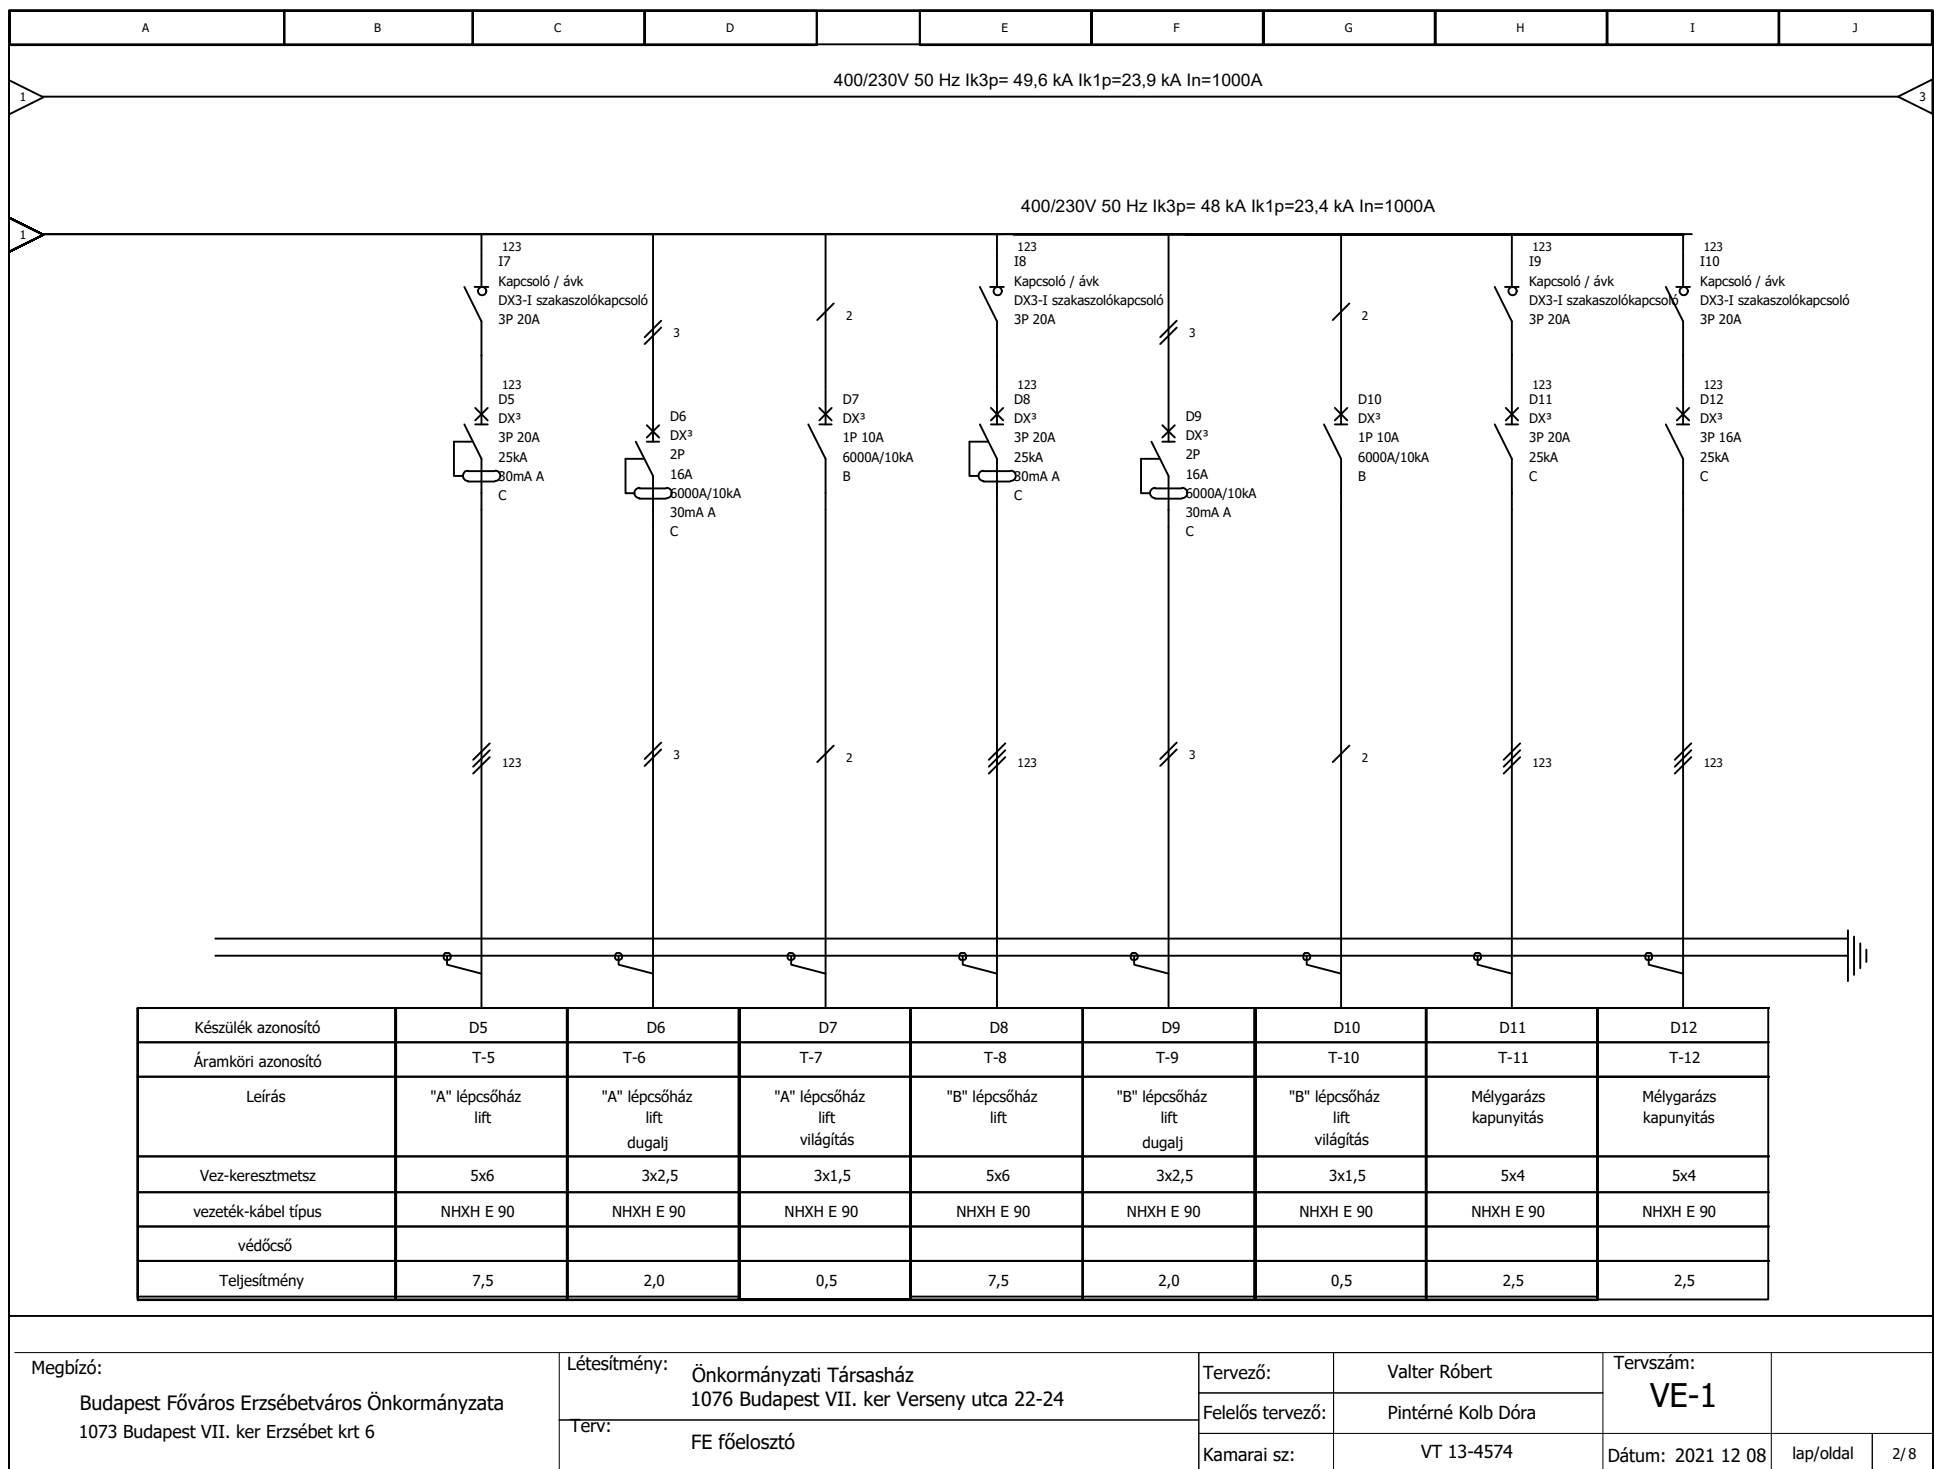 A B C D E F G H I J
400/230V 50 Hz Ik3p= 49,6 kA Ik1p=23,9 kA In=1000A
1 3
400/230V 50 Hz Ik3p= 48 kA Ik1p=23,4 kA In=1000A
1
123
I7
Kapcsoló / ávk
DX3-I szakaszolókapcsoló
3P 20A
123
D5
DX³
3P 20A
25kA
30mA A
C
123
3
D6
DX³
2P
16A
6000A/10kA
30mA A
C
3
2
D7
DX³
1P 10A
6000A/10kA
B
2
123
I8
Kapcsoló / ávk
DX3-I szakaszolókapcsoló
3P 20A
123
D8
DX³
3P 20A
25kA
30mA A
C
123
3
D9
DX³
2P
16A
6000A/10kA
30mA A
C
3
2
D10
DX³
1P 10A
6000A/10kA
B
2
123
I9
Kapcsoló / ávk
DX3-I szakaszolókapcsoló
3P 20A
123
D11
DX³
3P 20A
25kA
C
123
123
I10
Kapcsoló / ávk
DX3-I szakaszolókapcsoló
3P 20A
123
D12
DX³
3P 16A
25kA
C
123
Készülék azonosító D5 D6 D7 D8 D9 D10 D11 D12
Áramköri azonosító T-5 T-6 T-7 T-8 T-9 T-10 T-11 T-12
Leírás "A" lépcsőház "A" lépcsőház "A" lépcsőház "B" lépcsőház "B" lépcsőház "B" lépcsőház Mélygarázs Mélygarázs
lift lift lift lift lift lift kapunyitás kapunyitás
dugalj világítás dugalj világítás
Vez-keresztmetsz 5x6 3x2,5 3x1,5 5x6 3x2,5 3x1,5 5x4 5x4
vezeték-kábel típus NHXH E 90 NHXH E 90 NHXH E 90 NHXH E 90 NHXH E 90 NHXH E 90 NHXH E 90 NHXH E 90
védőcső
Teljesítmény 7,5 2,0 0,5 7,5 2,0 0,5 2,5 2,5
Megbízó:
Budapest Főváros Erzsébetváros Önkormányzata
1073 Budapest VII. ker Erzsébet krt 6
Létesítmény:
Önkormányzati Társasház
1076 Budapest VII. ker Verseny utca 22-24
Terv:
FE főelosztó
Tervező: Valter Róbert
Felelős tervező: Pintérné Kolb Dóra
Kamarai sz: VT 13-4574
Tervszám:
VE-1
Dátum: 2021 12 08 lap/oldal 2/8